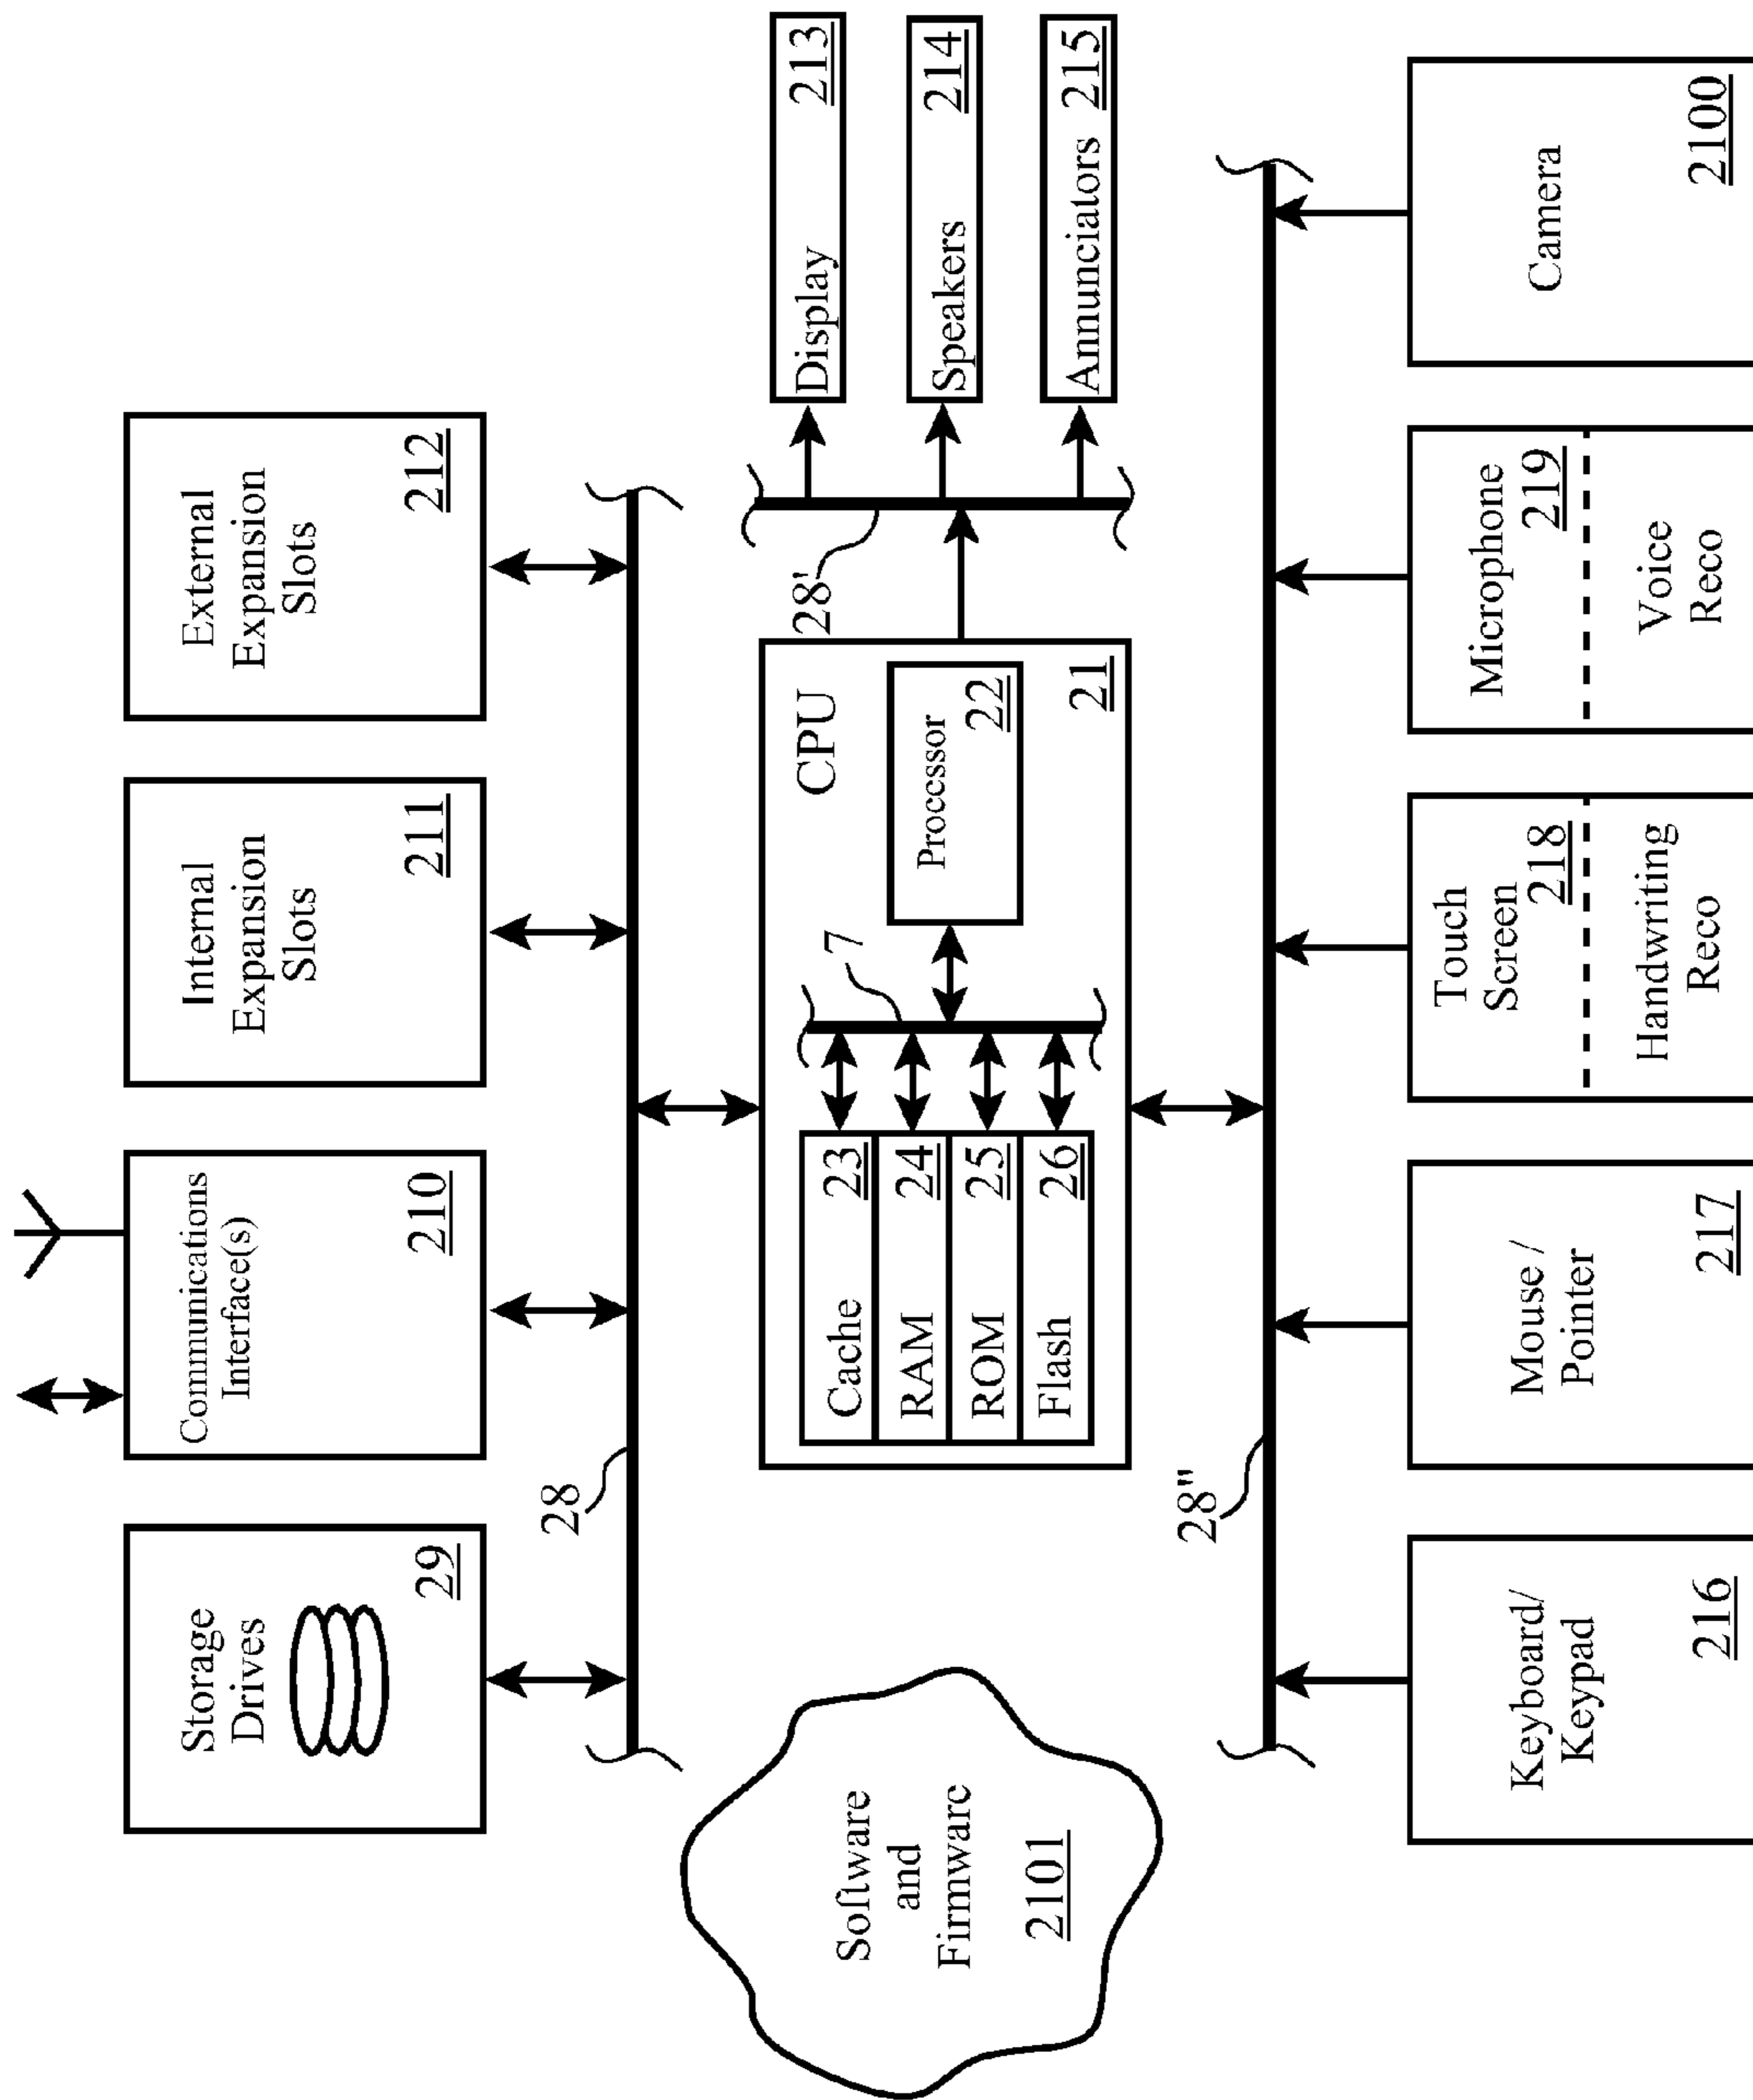 Storage
Drives
29
Communications
Interface(s)
210
Internal
Expansion
Slots
211
External
Expansion
Slots
212
28
Software
and
Firmware
2101
CPU
Cache 23
RAM 24
ROM 25
Flash 26
7
Processor
22
21
28'
Display 213
Speakers 214
Annunciators 215
28"
Keyboard/
Keypad
216
Mouse /
Pointer
217
Touch
Screen
218
Handwriting
Reco
Microphone
219
Voice
Reco
Camera
2100